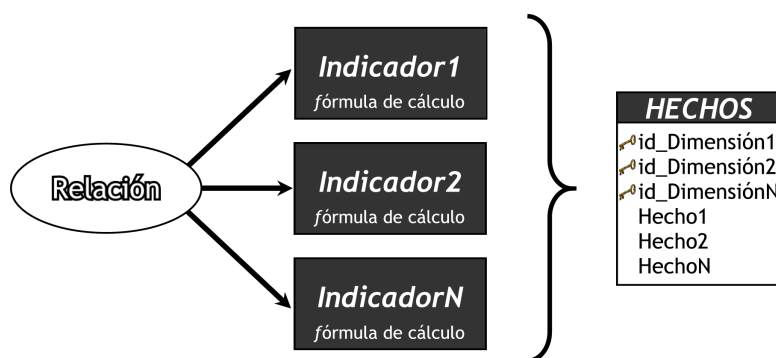 Relación
Indicador1
fórmula de cálculo
Indicador2
fórmula de cálculo
IndicadorN
fórmula de cálculo
HECHOS
id_Dimensión1
id_Dimensión2
id_DimensiónN
Hecho1
Hecho2
HechoN